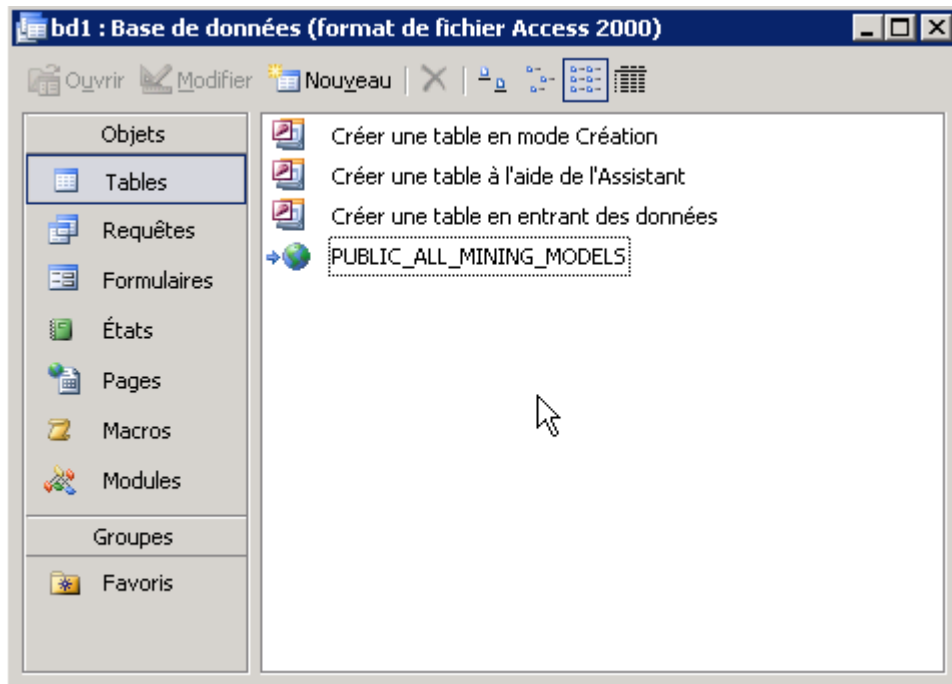 bd1 : Base de données (format de fichier Access 2000)
Ouvrir Modifier Nouveau
Objets
Tables
Requêtes
Formulaires
États
Pages
Macros
Modules
Groupes
Favoris
Créer une table en mode Création
Créer une table à l'aide de l'Assistant
Créer une table en entrant des données
PUBLIC_ALL_MINING_MODELS